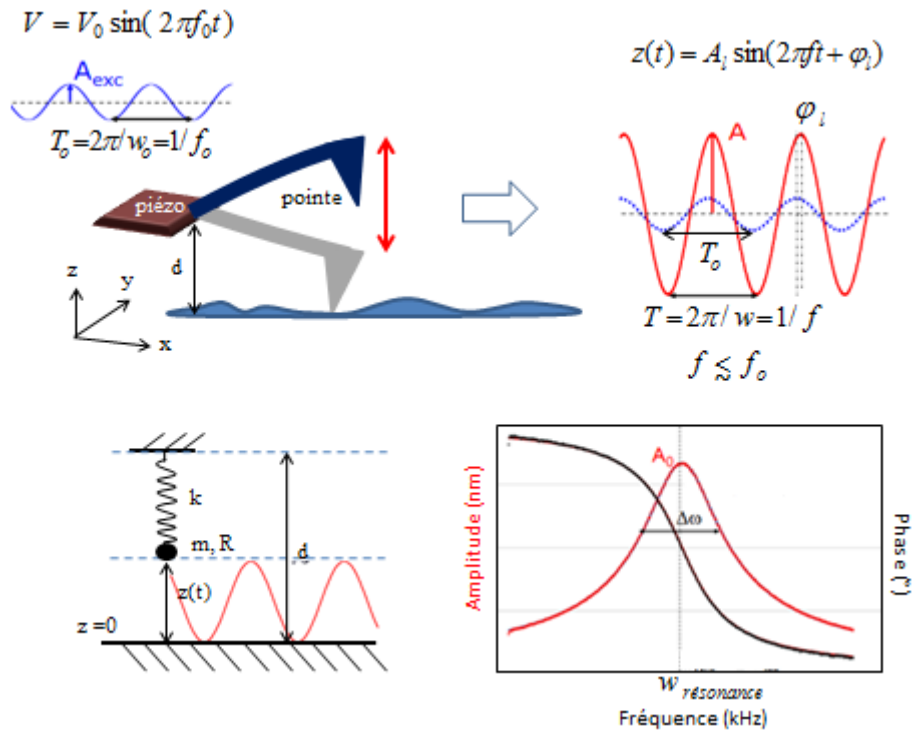 V = V₀ sin( 2πf₀t)
A_exc
T_o = 2π/w_o = 1/f_o
piézo
pointe
d
z
y
x
z(t) = A_l sin(2πft + φ_l)
φ_l
A
T_o
T = 2π/w = 1/f
f ≲ f_o
k
m, R
d
z(t)
z =0
A₀
Δω
Amplitude (nm)
Phase (°)
w_résonance
Fréquence (kHz)